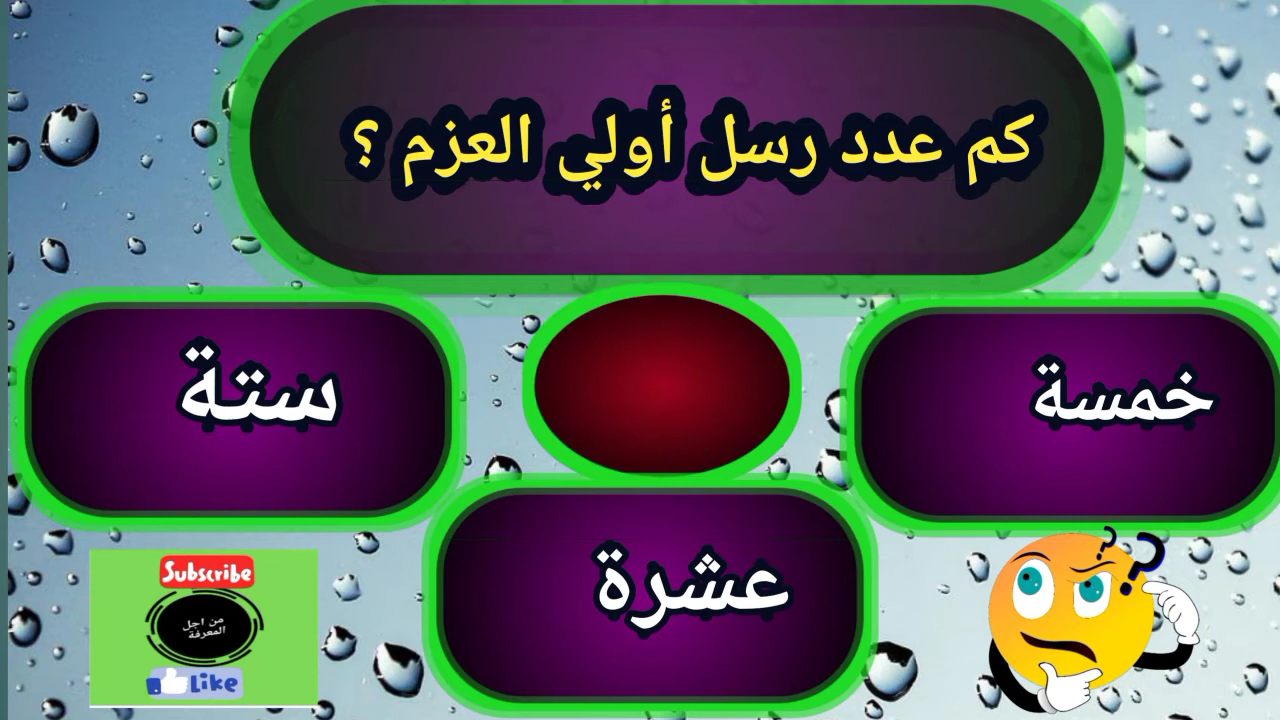 كم عدد رسل أولي العزم ؟
خمسة
ستة
عشرة
Subscribe
من اجل
المعرفة
Like